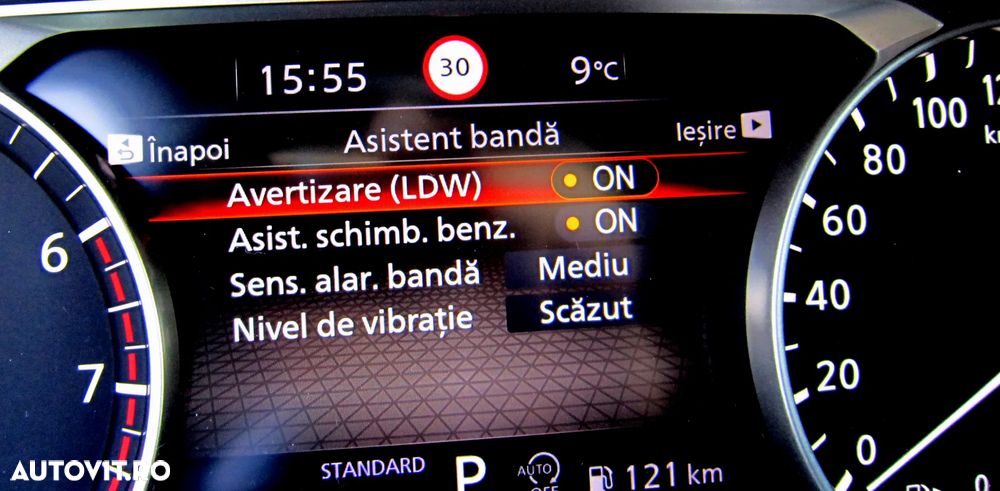 15:55 30 9°C
Înapoi Asistent bandă Ieșire
Avertizare (LDW) ON
Asist. schimb. benz. ON
Sens. alar. bandă Mediu
Nivel de vibrație Scăzut
STANDARD P AUTO OFF 121 km
6
7
100
80
60
40
20
0
AUTOVIT.RO